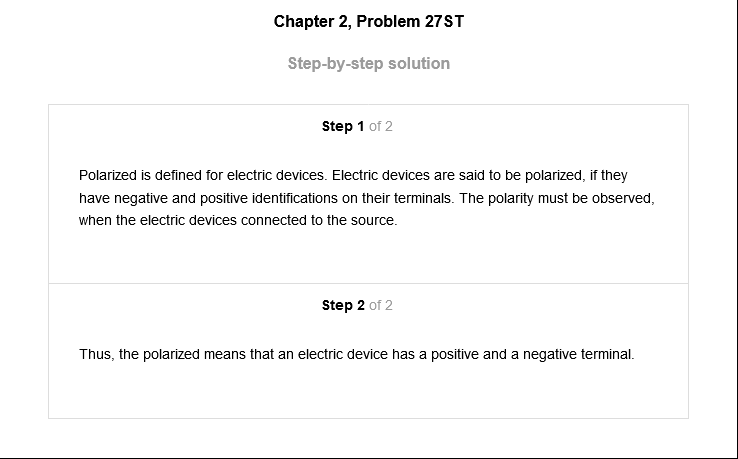 Chapter 2, Problem 27ST
Step-by-step solution
Step 1 of 2
Polarized is defined for electric devices. Electric devices are said to be polarized, if they
have negative and positive identifications on their terminals. The polarity must be observed,
when the electric devices connected to the source.
Step 2 of 2
Thus, the polarized means that an electric device has a positive and a negative terminal.